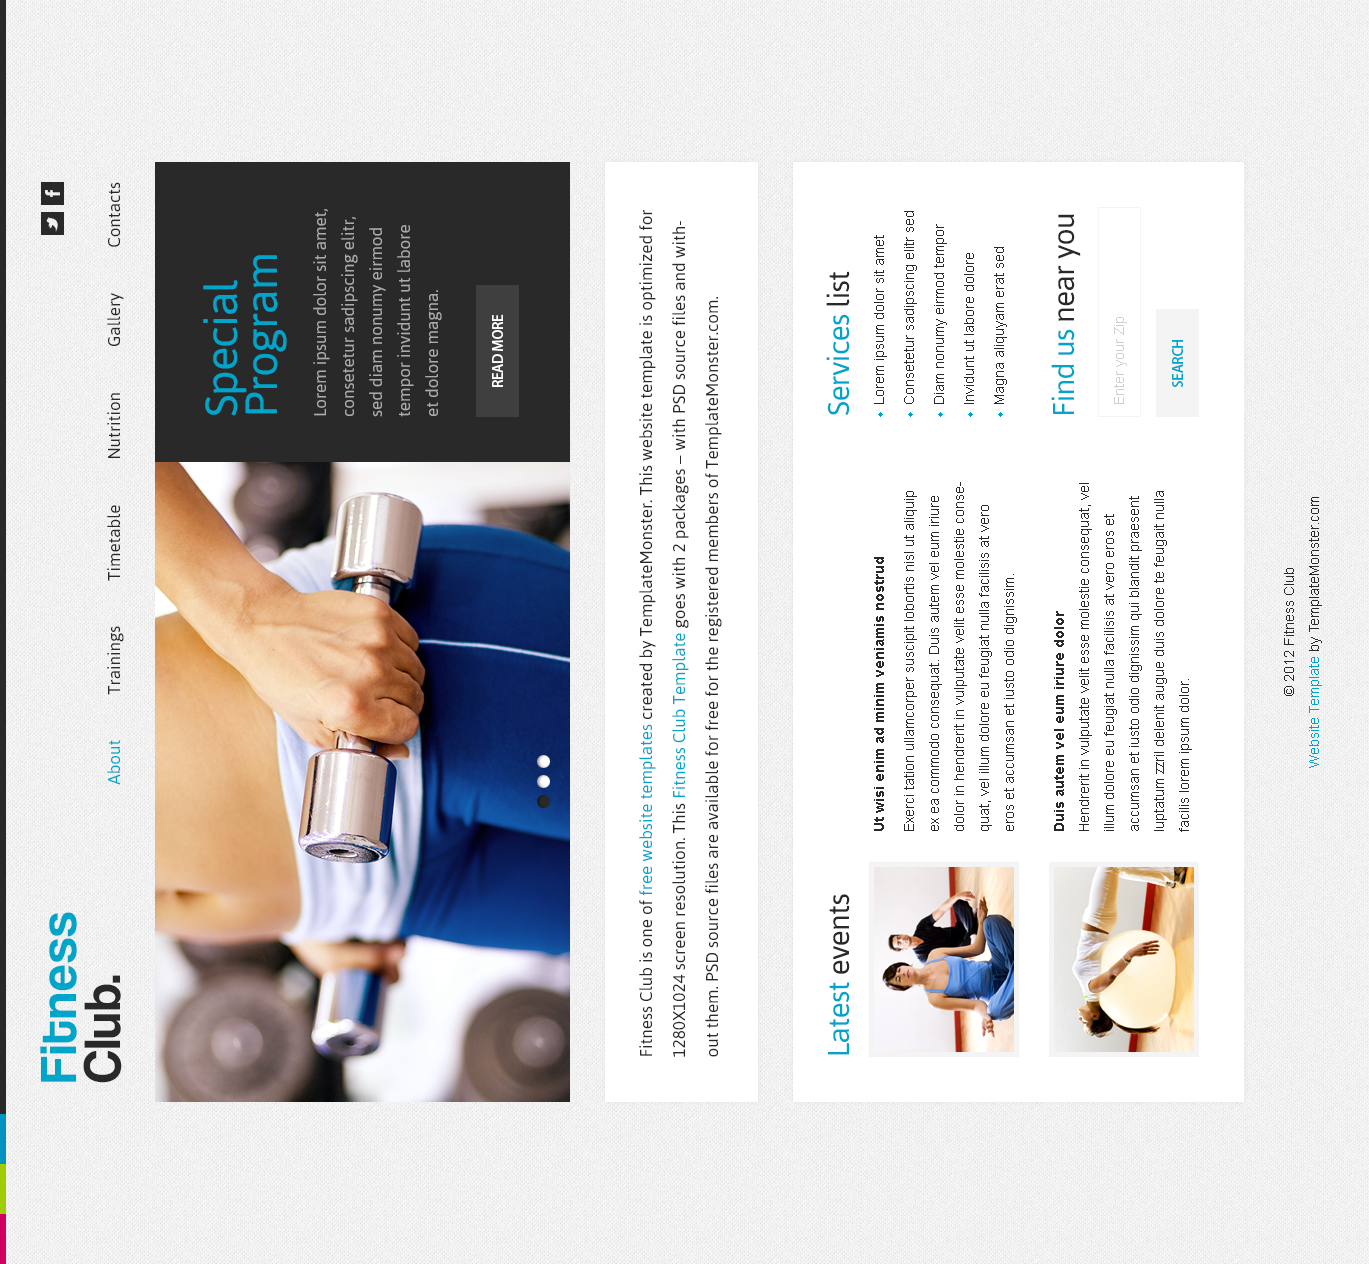 Fitness
Club.
About
Trainings
Timetable
Nutrition
Gallery
Contacts
Special
Program
Lorem ipsum dolor sit amet,
consetetur sadipscing elitr,
sed diam nonumy eirmod
tempor invidunt ut labore
et dolore magna.
READ MORE
Fitness Club is one of free website templates created by TemplateMonster. This website template is optimized for
1280X1024 screen resolution. This Fitness Club Template goes with 2 packages – with PSD source files and with-
out them. PSD source files are available for free for the registered members of TemplateMonster.com.
Latest events
Ut wisi enim ad minim veniamis nostrud
Exerci tation ullamcorper suscipit lobortis nisl ut aliquip
ex ea commodo consequat. Duis autem vel eum iriure
dolor in hendrerit in vulputate velit esse molestie conse-
quat, vel illum dolore eu feugiat nulla facilisis at vero
eros et accumsan et iusto odio dignissim.
Duis autem vel eum iriure dolor
Hendrerit in vulputate velit esse molestie consequat, vel
illum dolore eu feugiat nulla facilisis at vero eros et
accumsan et iusto odio dignissim qui blandit praesent
luptatum zzril delenit augue duis dolore te feugait nulla
facilis lorem ipsum dolor.
Services list
Lorem ipsum dolor sit amet
Consetetur sadipscing elitr sed
Diam nonumy eirmod tempor
Invidunt ut labore dolore
Magna aliquyam erat sed
Find us near you
Enter your Zip
SEARCH
© 2012 Fitness Club
Website Template by TemplateMonster.com